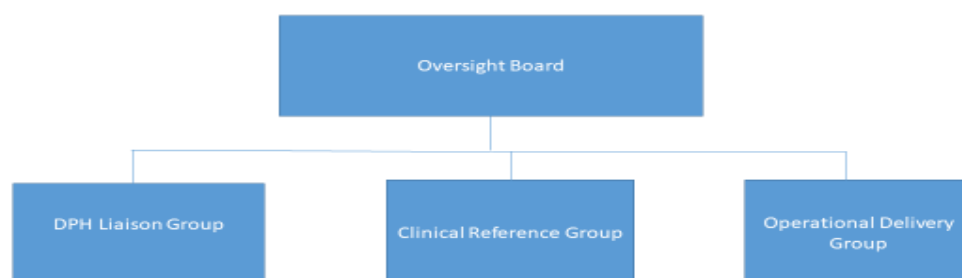 Oversight Board
DPH Liaison Group
Clinical Reference Group
Operational Delivery
Group